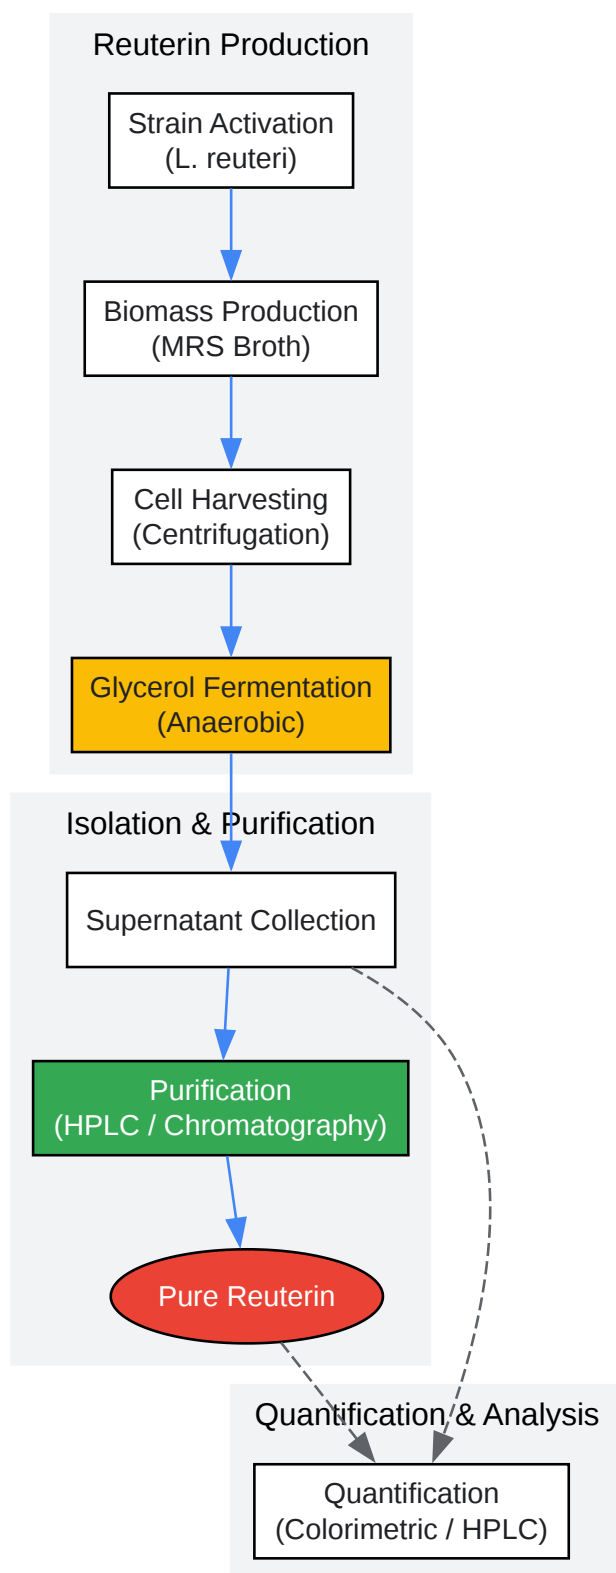 Reuterin Production
Strain Activation
(L. reuteri)
Biomass Production
(MRS Broth)
Cell Harvesting
(Centrifugation)
Glycerol Fermentation
(Anaerobic)
Isolation & Purification
Supernatant Collection
Purification
(HPLC / Chromatography)
Pure Reuterin
Quantification & Analysis
Quantification
(Colorimetric / HPLC)